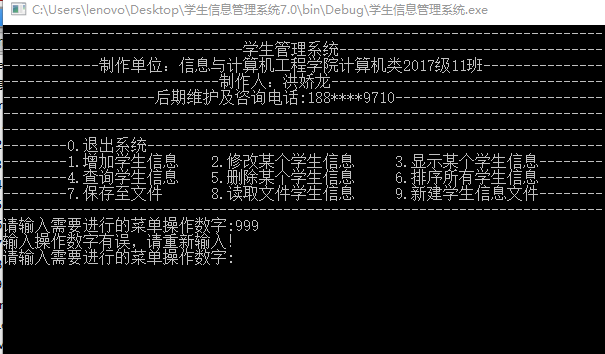 C:\Users\lenovo\Desktop\学生信息管理系统7.0\bin\Debug\学生信息管理系统.exe
学生管理系统
制作单位：信息与计算机工程学院计算机类2017级11班
制作人：洪娇龙
后期维护及咨询电话:188****9710
0.退出系统
1.增加学生信息 2.修改某个学生信息 3.显示某个学生信息
4.查询学生信息 5.删除某个学生信息 6.排序所有学生信息
7.保存至文件 8.读取文件学生信息 9.新建学生信息文件
请输入需要进行的菜单操作数字:999
输入操作数字有误，请重新输入!
请输入需要进行的菜单操作数字: